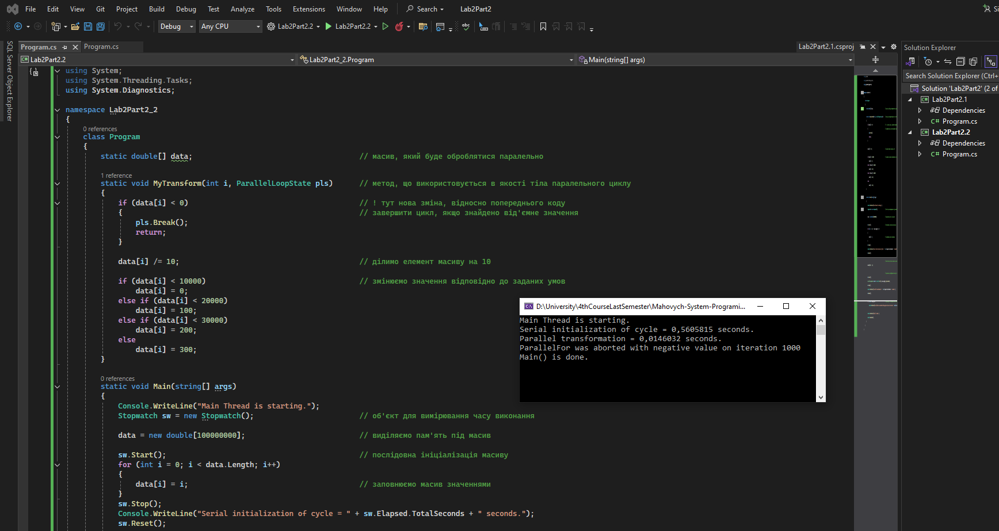 File Edit View Git Project Build Debug Test Analyze Tools Extensions Window Help Search Lab2Part2
Debug Any CPU Lab2Part2.2 Lab2Part2.2
SQL Server Object Explorer
Program.cs Program.cs Lab2Part2.1.csproj
Lab2Part2.2 Lab2Part2_2.Program Main(string[] args)
using System;
using System.Threading.Tasks;
using System.Diagnostics;
namespace Lab2Part2_2
{
0 references
class Program
{
static double[] data; // масив, який буде оброблятися паралельно
1 reference
static void MyTransform(int i, ParallelLoopState pls) // метод, що використовується в якості тіла паралельного циклу
{
if (data[i] < 0) // ! тут нова зміна, відносно попереднього коду
{ // завершити цикл, якщо знайдено від'ємне значення
pls.Break();
return;
}
data[i] /= 10; // ділимо елемент масиву на 10
if (data[i] < 10000) // змінюємо значення відповідно до заданих умов
data[i] = 0;
else if (data[i] < 20000)
data[i] = 100;
else if (data[i] < 30000)
data[i] = 200;
else
data[i] = 300;
}
0 references
static void Main(string[] args)
{
Console.WriteLine("Main Thread is starting.");
Stopwatch sw = new Stopwatch(); // об'єкт для вимірювання часу виконання
data = new double[100000000]; // виділяємо пам'ять під масив
sw.Start(); // послідовна ініціалізація масиву
for (int i = 0; i < data.Length; i++)
{
data[i] = i; // заповнюємо масив значеннями
}
sw.Stop();
Console.WriteLine("Serial initialization of cycle = " + sw.Elapsed.TotalSeconds + " seconds.");
sw.Reset();
D:\University\4thCourseLastSemester\Mahovych-System-Programi...
Main Thread is starting.
Serial initialization of cycle = 0,5605815 seconds.
Parallel transformation = 0,0146032 seconds.
ParallelFor was aborted with negative value on iteration 1000
Main() is done.
Solution Explorer
Search Solution Explorer (Ctrl+
Solution 'Lab2Part2' (2 of
C# Lab2Part2.1
Dependencies
C# Program.cs
C# Lab2Part2.2
Dependencies
C# Program.cs